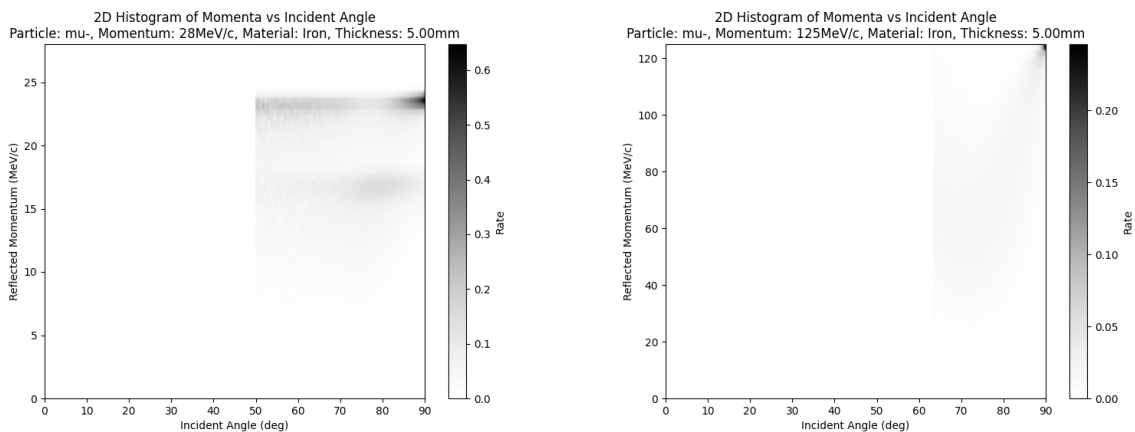 2D Histogram of Momenta vs Incident Angle
Particle: mu-, Momentum: 28MeV/c, Material: Iron, Thickness: 5.00mm
Reflected Momentum (MeV/c)
25
20
15
10
5
0
0 10 20 30 40 50 60 70 80 90
Incident Angle (deg)
0.6
0.5
0.4
0.3
0.2
0.1
0.0
Rate
2D Histogram of Momenta vs Incident Angle
Particle: mu-, Momentum: 125MeV/c, Material: Iron, Thickness: 5.00mm
Reflected Momentum (MeV/c)
120
100
80
60
40
20
0
0 10 20 30 40 50 60 70 80 90
Incident Angle (deg)
0.20
0.15
0.10
0.05
0.00
Rate